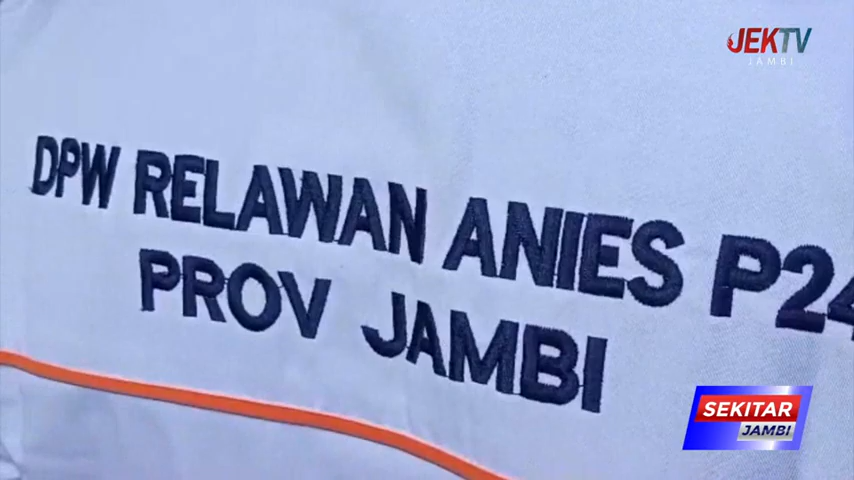 JEKTV
JAMBI
DPW RELAWAN ANIES P24
PROV JAMBI
SEKITAR
JAMBI